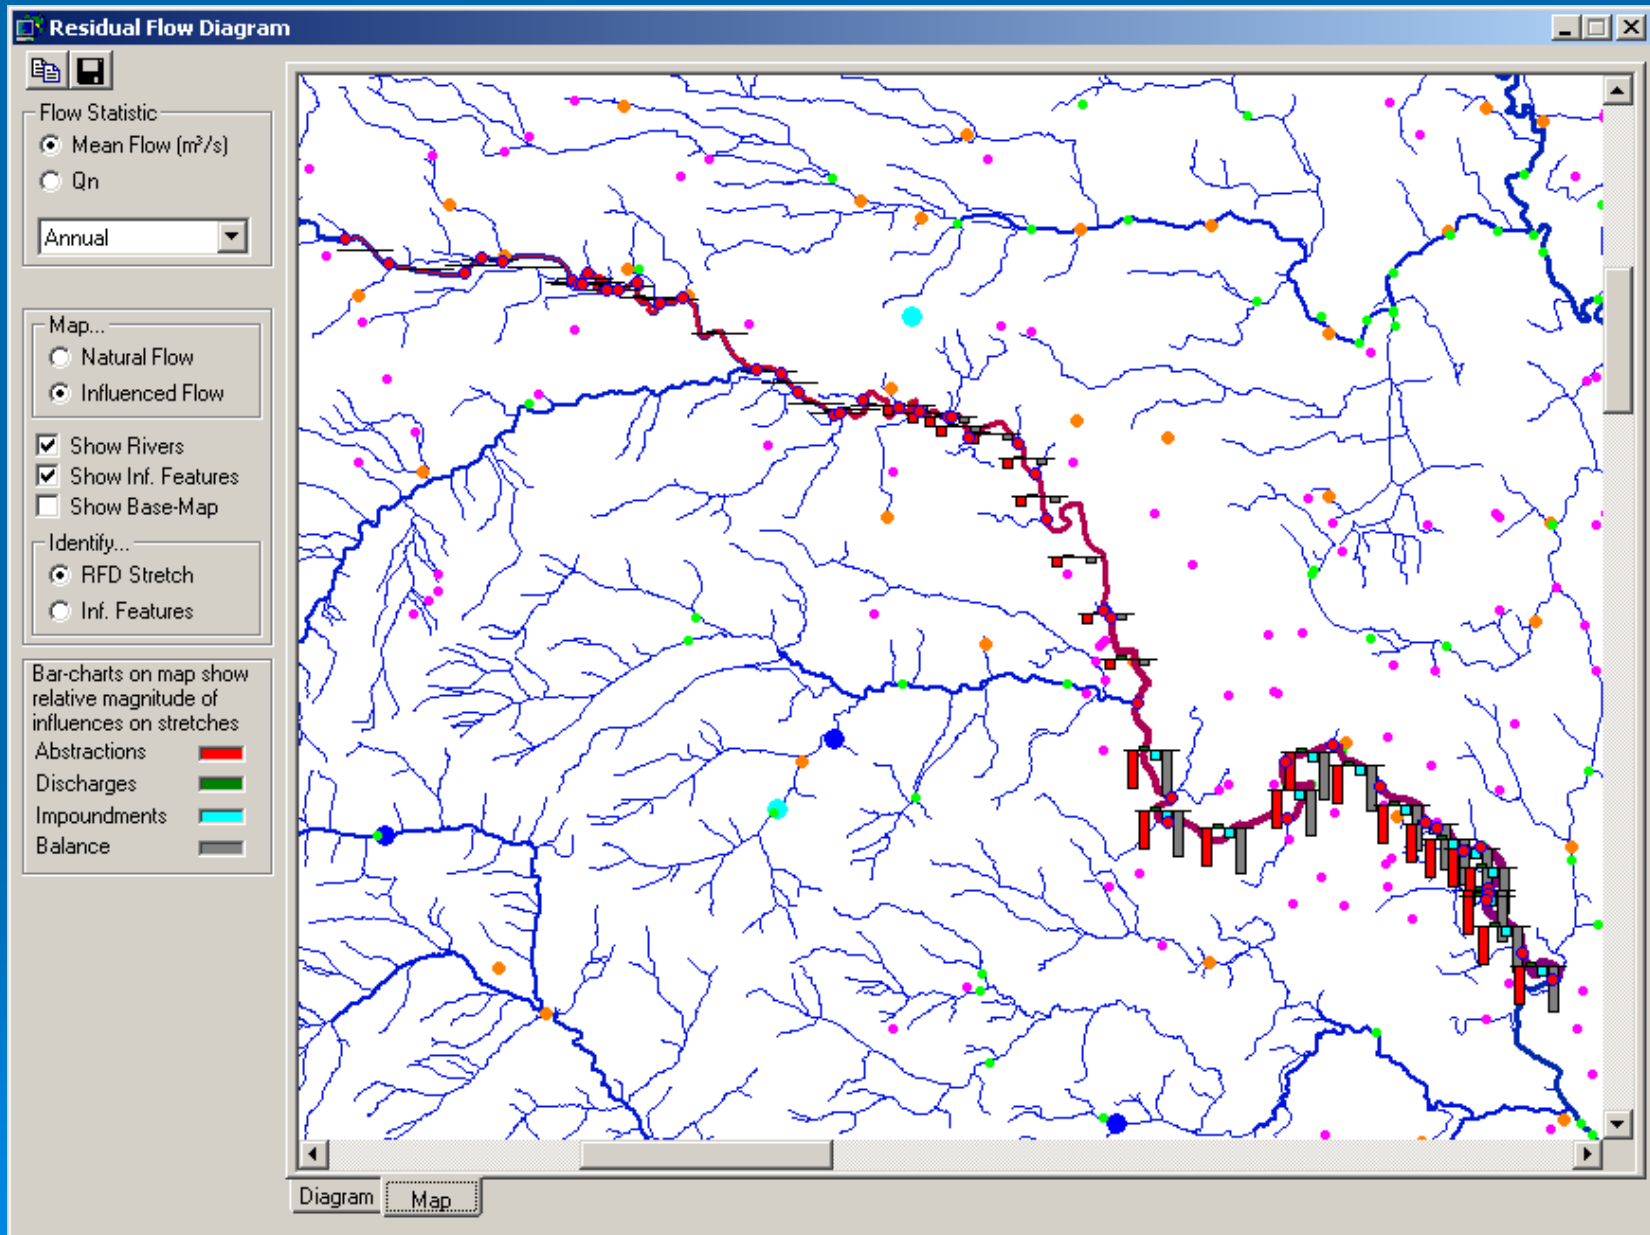 Residual Flow Diagram
Flow Statistic
Mean Flow (m³/s)
Qn
Annual
Map...
Natural Flow
Influenced Flow
Show Rivers
Show Inf. Features
Show Base-Map
Identify...
RFD Stretch
Inf. Features
Bar-charts on map show
relative magnitude of
influences on stretches
Abstractions
Discharges
Impoundments
Balance
Diagram
Map